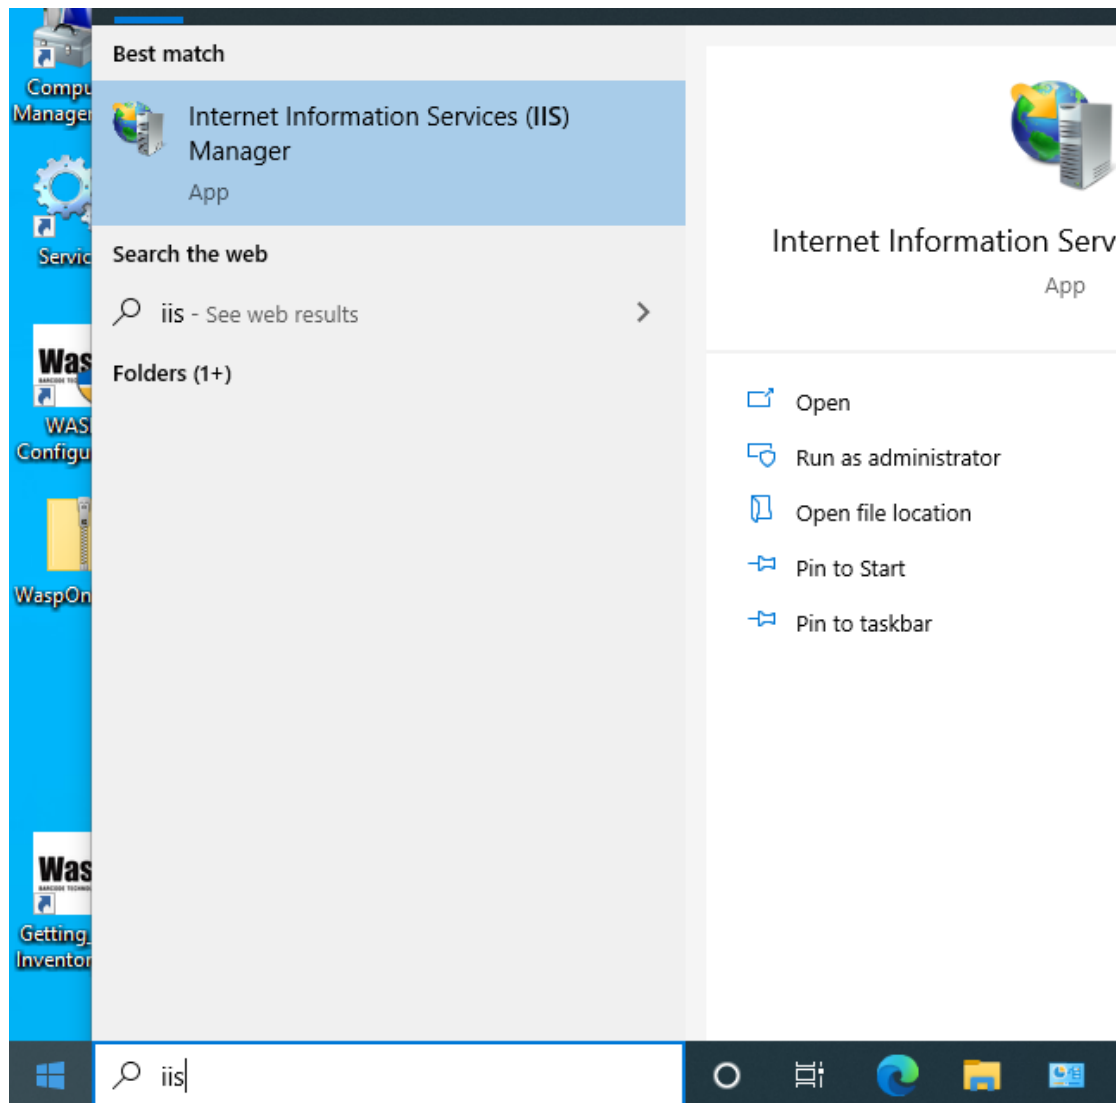 Compu
Manager
Servic
Was
WAS
Configu
WaspOn
Was
Getting_
Inventor
Best match
Internet Information Services (IIS)
Manager
App
Search the web
iis - See web results
Folders (1+)
Internet Information Serv
App
Open
Run as administrator
Open file location
Pin to Start
Pin to taskbar
iis